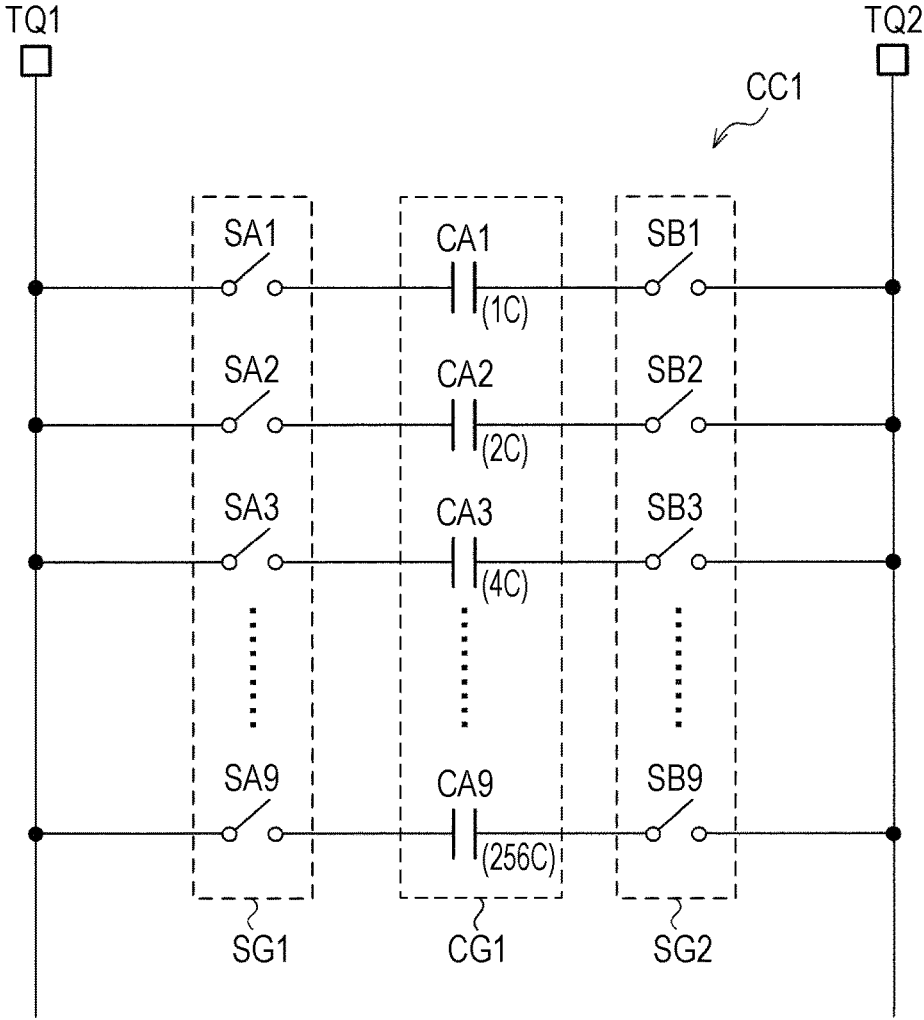 TQ1 TQ2
CC1
SA1 CA1 SB1
(1C)
SA2 CA2 SB2
(2C)
SA3 CA3 SB3
(4C)
SA9 CA9 SB9
(256C)
SG1 CG1 SG2